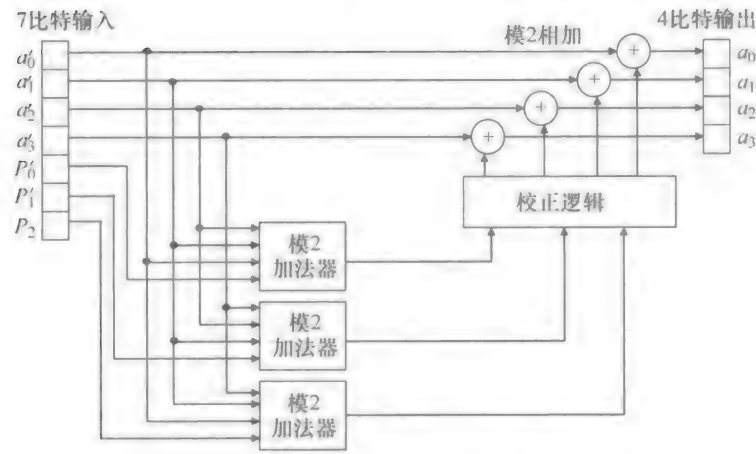 7比特输入
4比特输出
模2相加
a′0
a′1
a′2
a′3
P′0
P′1
P2
+
+
+
+
a0
a1
a2
a3
校正逻辑
模2
加法器
模2
加法器
模2
加法器